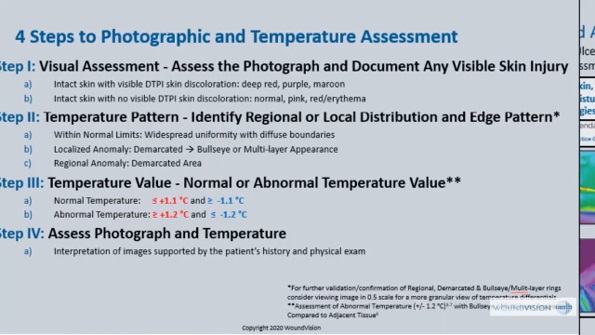 4 Steps to Photographic and Temperature Assessment
Step I: Visual Assessment - Assess the Photograph and Document Any Visible Skin Injury
a) Intact skin with visible DTPI skin discoloration: deep red, purple, maroon
b) Intact skin with no visible DTPI skin discoloration: normal, pink, red/erythema
Step II: Temperature Pattern - Identify Regional or Local Distribution and Edge Pattern*
a) Within Normal Limits: Widespread uniformity with diffuse boundaries
b) Localized Anomaly: Demarcated → Bullseye or Multi-layer Appearance
c) Regional Anomaly: Demarcated Area
Step III: Temperature Value - Normal or Abnormal Temperature Value**
a) Normal Temperature: ≤ +1.1 °C and ≥ -1.1 °C
b) Abnormal Temperature: ≥ +1.2 °C and ≤ -1.2 °C
Step IV: Assess Photograph and Temperature
a) Interpretation of images supported by the patient's history and physical exam
*For further validation/confirmation of Regional, Demarcated & Bullseye/Mulit-layer rings
consider viewing image in 0.5 scale for a more granular view of temperature differentials
**Assessment of Abnormal Temperature (+/- 1.2 °C) with
Compared to Adjacent Tissue
WOUNDVISION
Copyright 2020 WoundVision